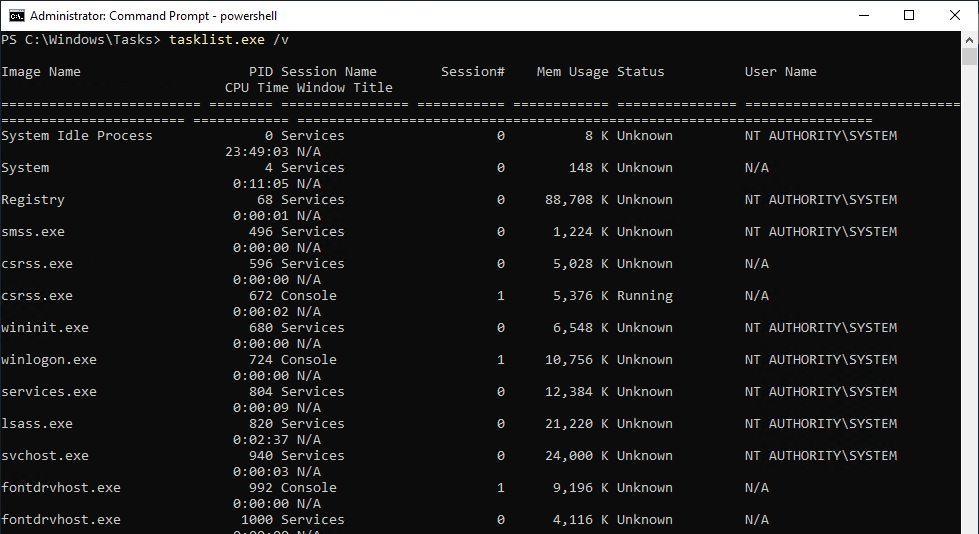 Administrator: Command Prompt - powershell
PS C:\Windows\Tasks> tasklist.exe /v
Image Name                     PID Session Name        Session#    Mem Usage Status          User Name
                            CPU Time Window Title
========================= ======== ================ =========== ============ =============== ===========================
======================= ============ ========================================================================
System Idle Process              0 Services                   0          8 K Unknown         NT AUTHORITY\SYSTEM
                            23:49:03 N/A
System                           4 Services                   0        148 K Unknown         N/A
                             0:11:05 N/A
Registry                        68 Services                   0     88,708 K Unknown         NT AUTHORITY\SYSTEM
                             0:00:01 N/A
smss.exe                       496 Services                   0      1,224 K Unknown         NT AUTHORITY\SYSTEM
                             0:00:00 N/A
csrss.exe                      596 Services                   0      5,028 K Unknown         N/A
                             0:00:00 N/A
csrss.exe                      672 Console                    1      5,376 K Running         N/A
                             0:00:02 N/A
wininit.exe                    680 Services                   0      6,548 K Unknown         NT AUTHORITY\SYSTEM
                             0:00:00 N/A
winlogon.exe                   724 Console                    1     10,756 K Unknown         NT AUTHORITY\SYSTEM
                             0:00:00 N/A
services.exe                   804 Services                   0     12,384 K Unknown         NT AUTHORITY\SYSTEM
                             0:00:09 N/A
lsass.exe                      820 Services                   0     21,220 K Unknown         NT AUTHORITY\SYSTEM
                             0:02:37 N/A
svchost.exe                    940 Services                   0     24,000 K Unknown         NT AUTHORITY\SYSTEM
                             0:00:03 N/A
fontdrvhost.exe                992 Console                    1      9,196 K Unknown         N/A
                             0:00:00 N/A
fontdrvhost.exe               1000 Services                   0      4,116 K Unknown         N/A
                             0:00:00 N/A